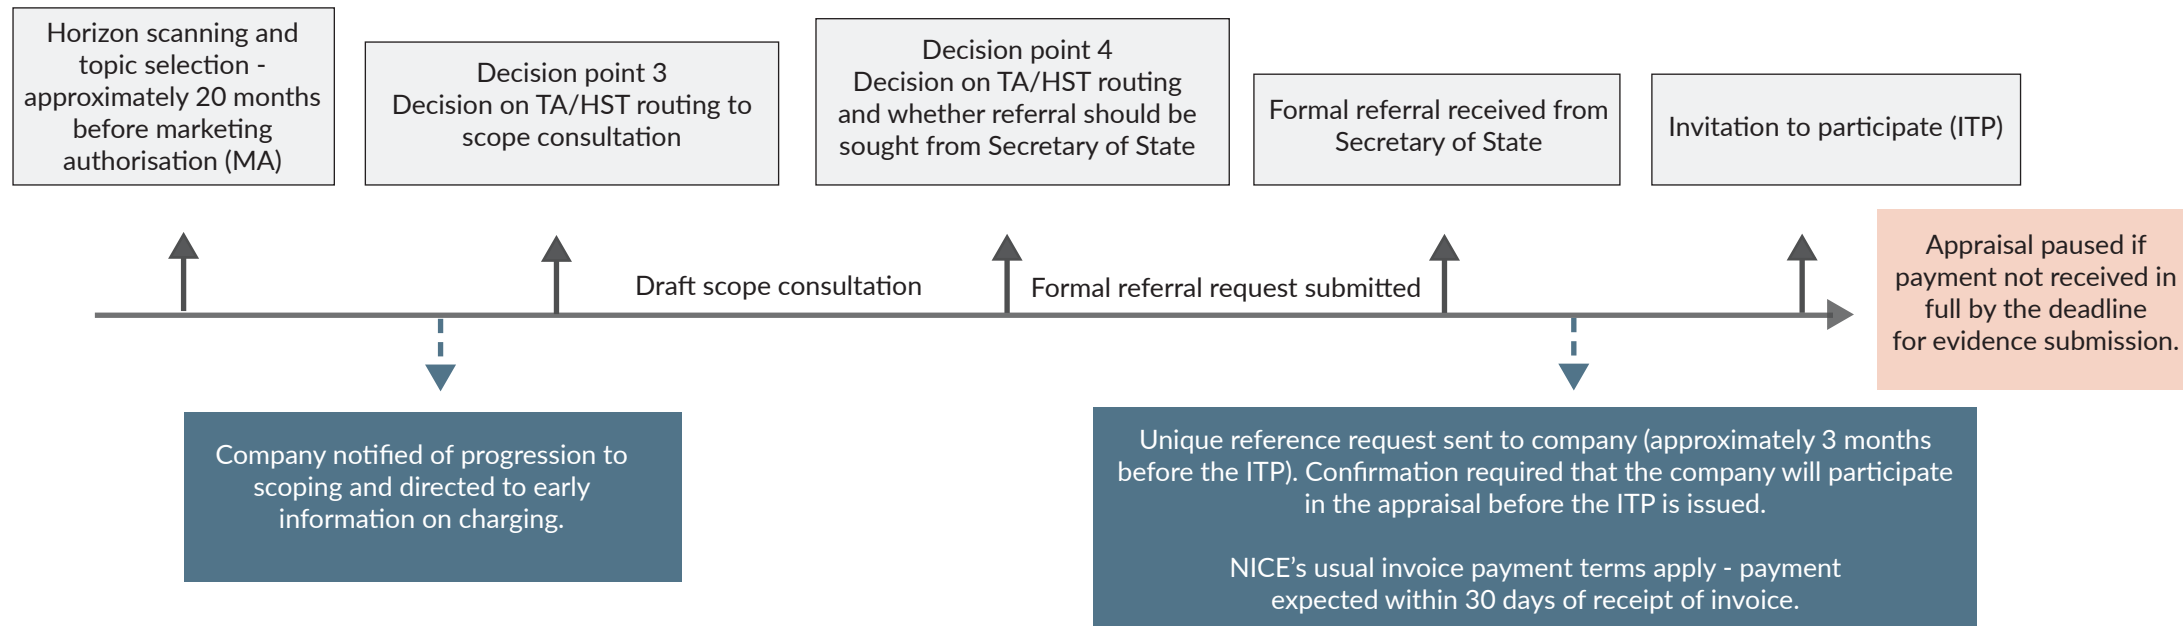 Horizon scanning and
topic selection -
approximately 20 months
before marketing
authorisation (MA)
Decision point 3
Decision on TA/HST routing to
scope consultation
Decision point 4
Decision on TA/HST routing
and whether referral should be
sought from Secretary of State
Formal referral received from
Secretary of State
Invitation to participate (ITP)
Draft scope consultation
Formal referral request submitted
Appraisal paused if
payment not received in
full by the deadline
for evidence submission.
Company notified of progression to
scoping and directed to early
information on charging.
Unique reference request sent to company (approximately 3 months
before the ITP). Confirmation required that the company will participate
in the appraisal before the ITP is issued.
NICE’s usual invoice payment terms apply - payment
expected within 30 days of receipt of invoice.